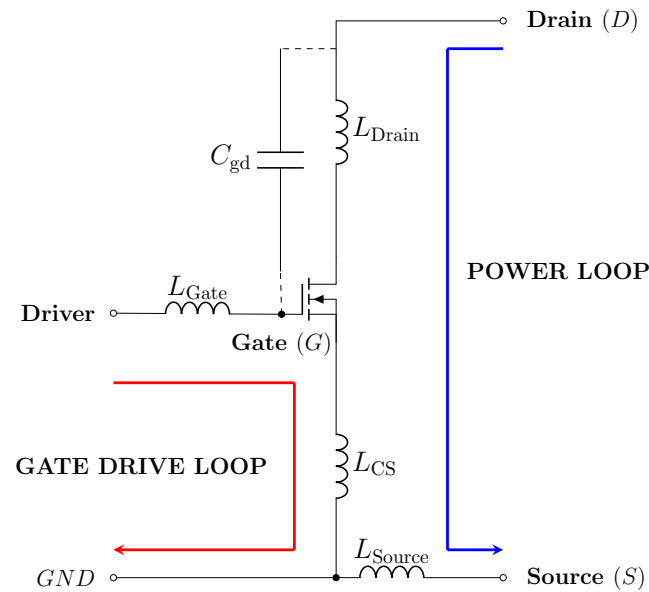 Drain (D)
L_Drain
C_gd
POWER LOOP
L_Gate
Driver
Gate (G)
GATE DRIVE LOOP
L_CS
L_Source
GND
Source (S)